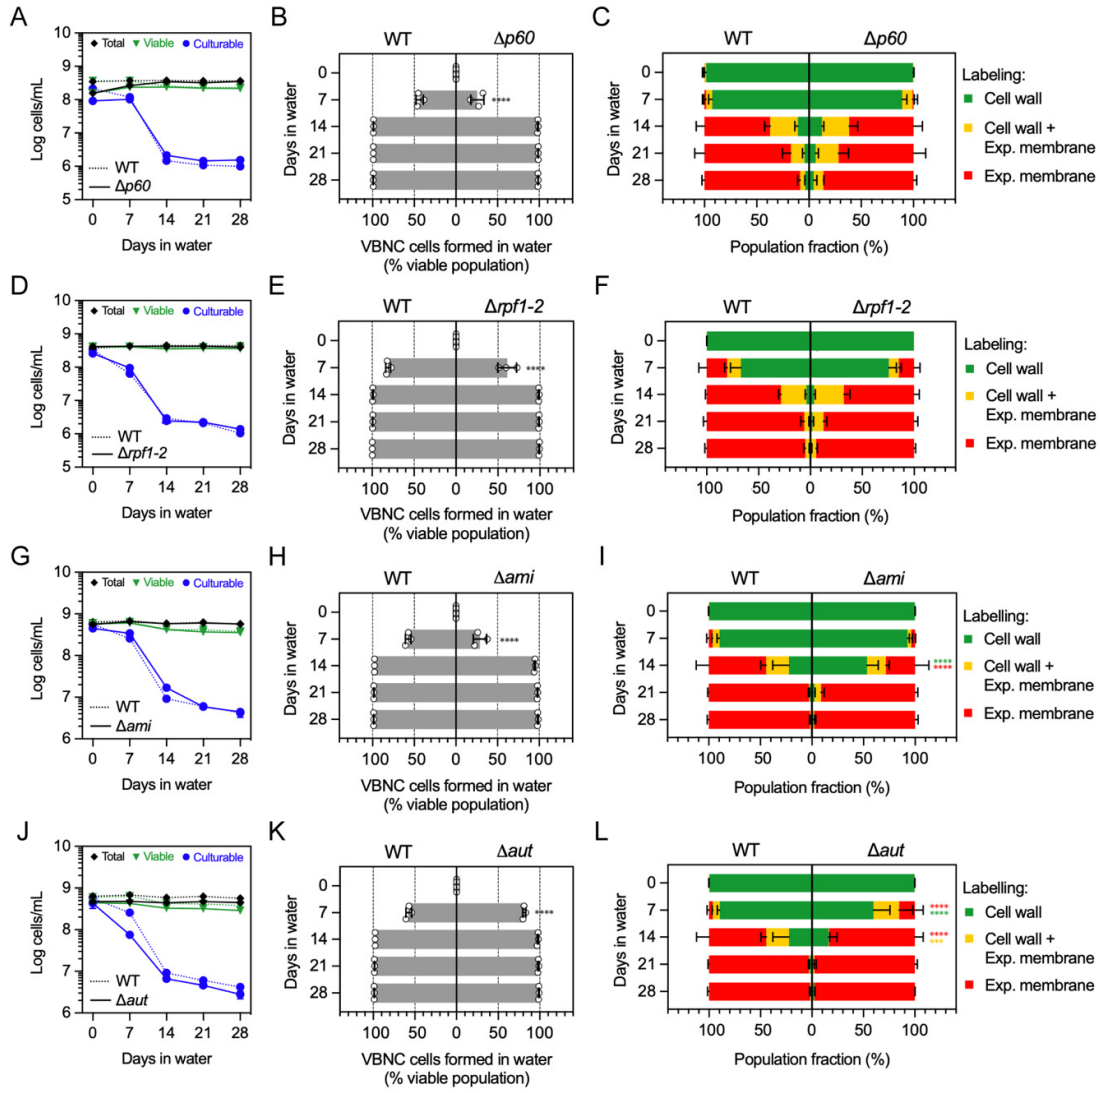 A
10
9
8
7
6
5
Log cells/mL
Total Viable Culturable
WT
Δp60
0 7 14 21 28
Days in water
B
WT Δp60
Days in water
0
7
14
21
28
****
100 50 0 50 100
VBNC cells formed in water
(% viable population)
C
WT Δp60
Days in water
0
7
14
21
28
100 50 0 50 100
Population fraction (%)
Labeling:
Cell wall
Cell wall +
Exp. membrane
Exp. membrane
D
10
9
8
7
6
5
Log cells/mL
Total Viable Culturable
WT
Δrpf1-2
0 7 14 21 28
Days in water
E
WT Δrpf1-2
Days in water
0
7
14
21
28
****
100 50 0 50 100
VBNC cells formed in water
(% viable population)
F
WT Δrpf1-2
Days in water
0
7
14
21
28
100 50 0 50 100
Population fraction (%)
Labeling:
Cell wall
Cell wall +
Exp. membrane
Exp. membrane
G
10
9
8
7
6
Log cells/mL
Total Viable Culturable
WT
Δami
0 7 14 21 28
Days in water
H
WT Δami
Days in water
0
7
14
21
28
****
100 50 0 50 100
VBNC cells formed in water
(% viable population)
I
WT Δami
Days in water
0
7
14
21
28
****
****
100 50 0 50 100
Population fraction (%)
Labelling:
Cell wall
Cell wall +
Exp. membrane
Exp. membrane
J
10
9
8
7
6
Log cells/mL
Total Viable Culturable
WT
Δaut
0 7 14 21 28
Days in water
K
WT Δaut
Days in water
0
7
14
21
28
****
100 50 0 50 100
VBNC cells formed in water
(% viable population)
L
WT Δaut
Days in water
0
7
14
21
28
****
****
****
***
100 50 0 50 100
Population fraction (%)
Labelling:
Cell wall
Cell wall +
Exp. membrane
Exp. membrane